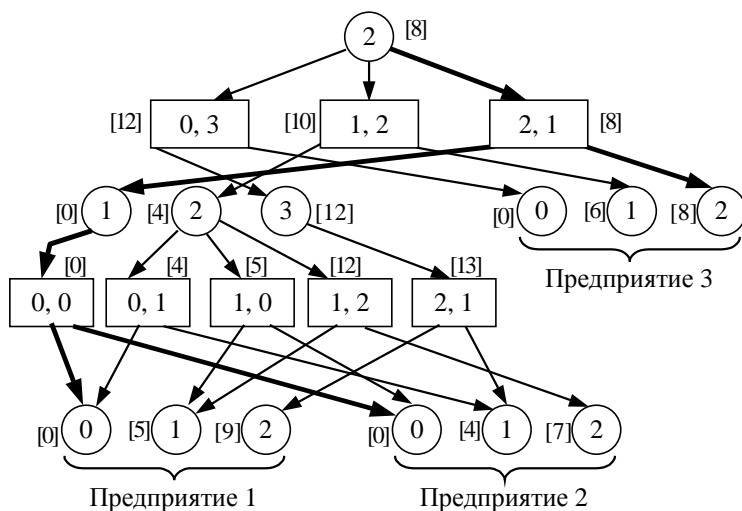 2 [8]
[12] 0, 3 [10] 1, 2 2, 1 [8]
[0] 1 [4] 2 3 [12] [0] 0 [6] 1 [8] 2
Предприятие 3
[0] [4] [5] [12] [13]
0, 0 0, 1 1, 0 1, 2 2, 1
[0] 0 [5] 1 [9] 2 [0] 0 [4] 1 [7] 2
Предприятие 1 Предприятие 2